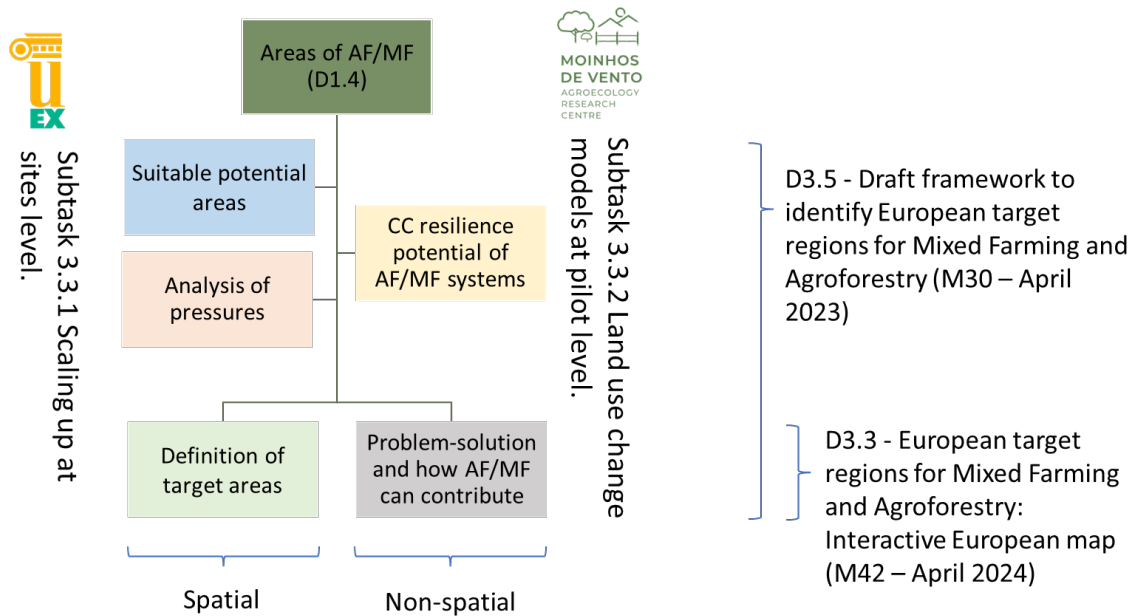 Areas of AF/MF
(D1.4)
u
EX
MOINHOS
DE VENTO
AGROECOLOGY
RESEARCH
CENTRE
Subtask 3.3.1 Scaling up at
sites level.
Suitable potential
areas
CC resilience
potential of
AF/MF systems
Analysis of
pressures
Definition of
target areas
Problem-solution
and how AF/MF
can contribute
Spatial
Non-spatial
Subtask 3.3.2 Land use change
models at pilot level.
D3.5 - Draft framework to
identify European target
regions for Mixed Farming and
Agroforestry (M30 – April
2023)
D3.3 - European target
regions for Mixed Farming
and Agroforestry:
Interactive European map
(M42 – April 2024)